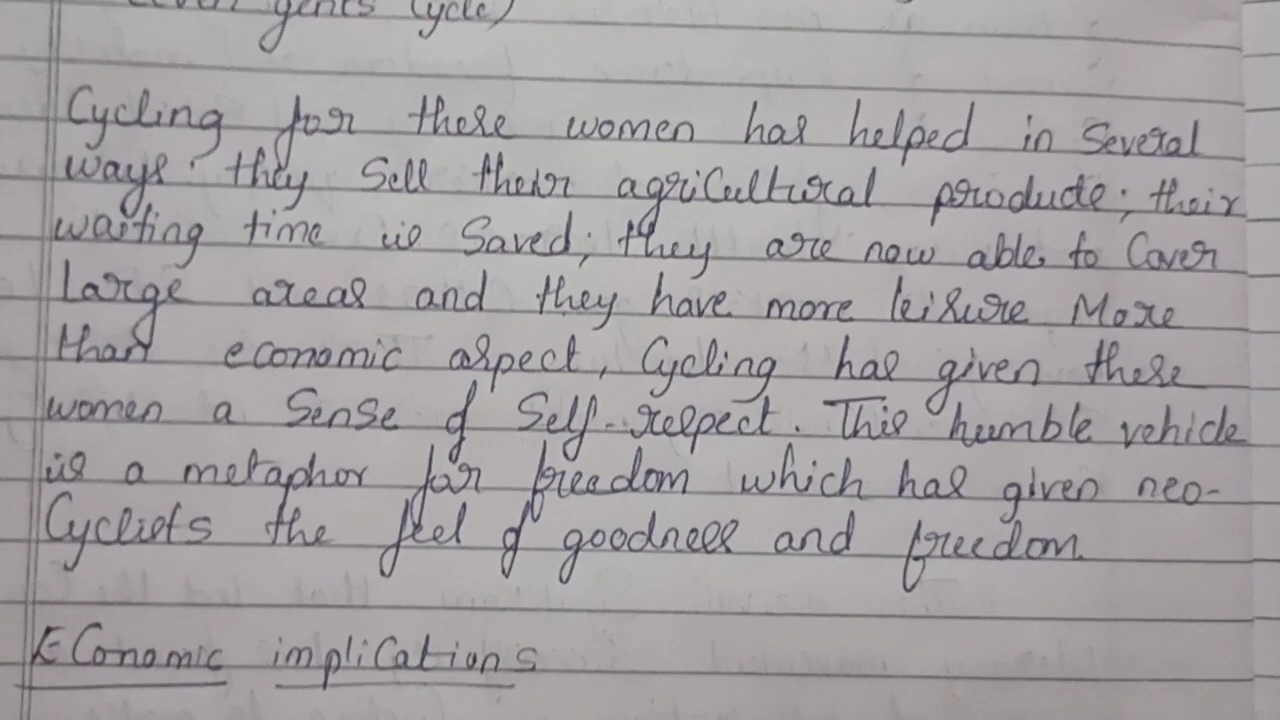 gents Cycle)
Cycling for these women has helped in several
ways. they sell their agricultural produce; their
waiting time is saved; they are now able to cover
large areas and they have more leisure More
than economic aspect, cycling has given these
women a sense of self-respect. This humble vehicle
is a metaphor for freedom which has given neo-
cyclists the feel of goodness and freedom
Economic implications